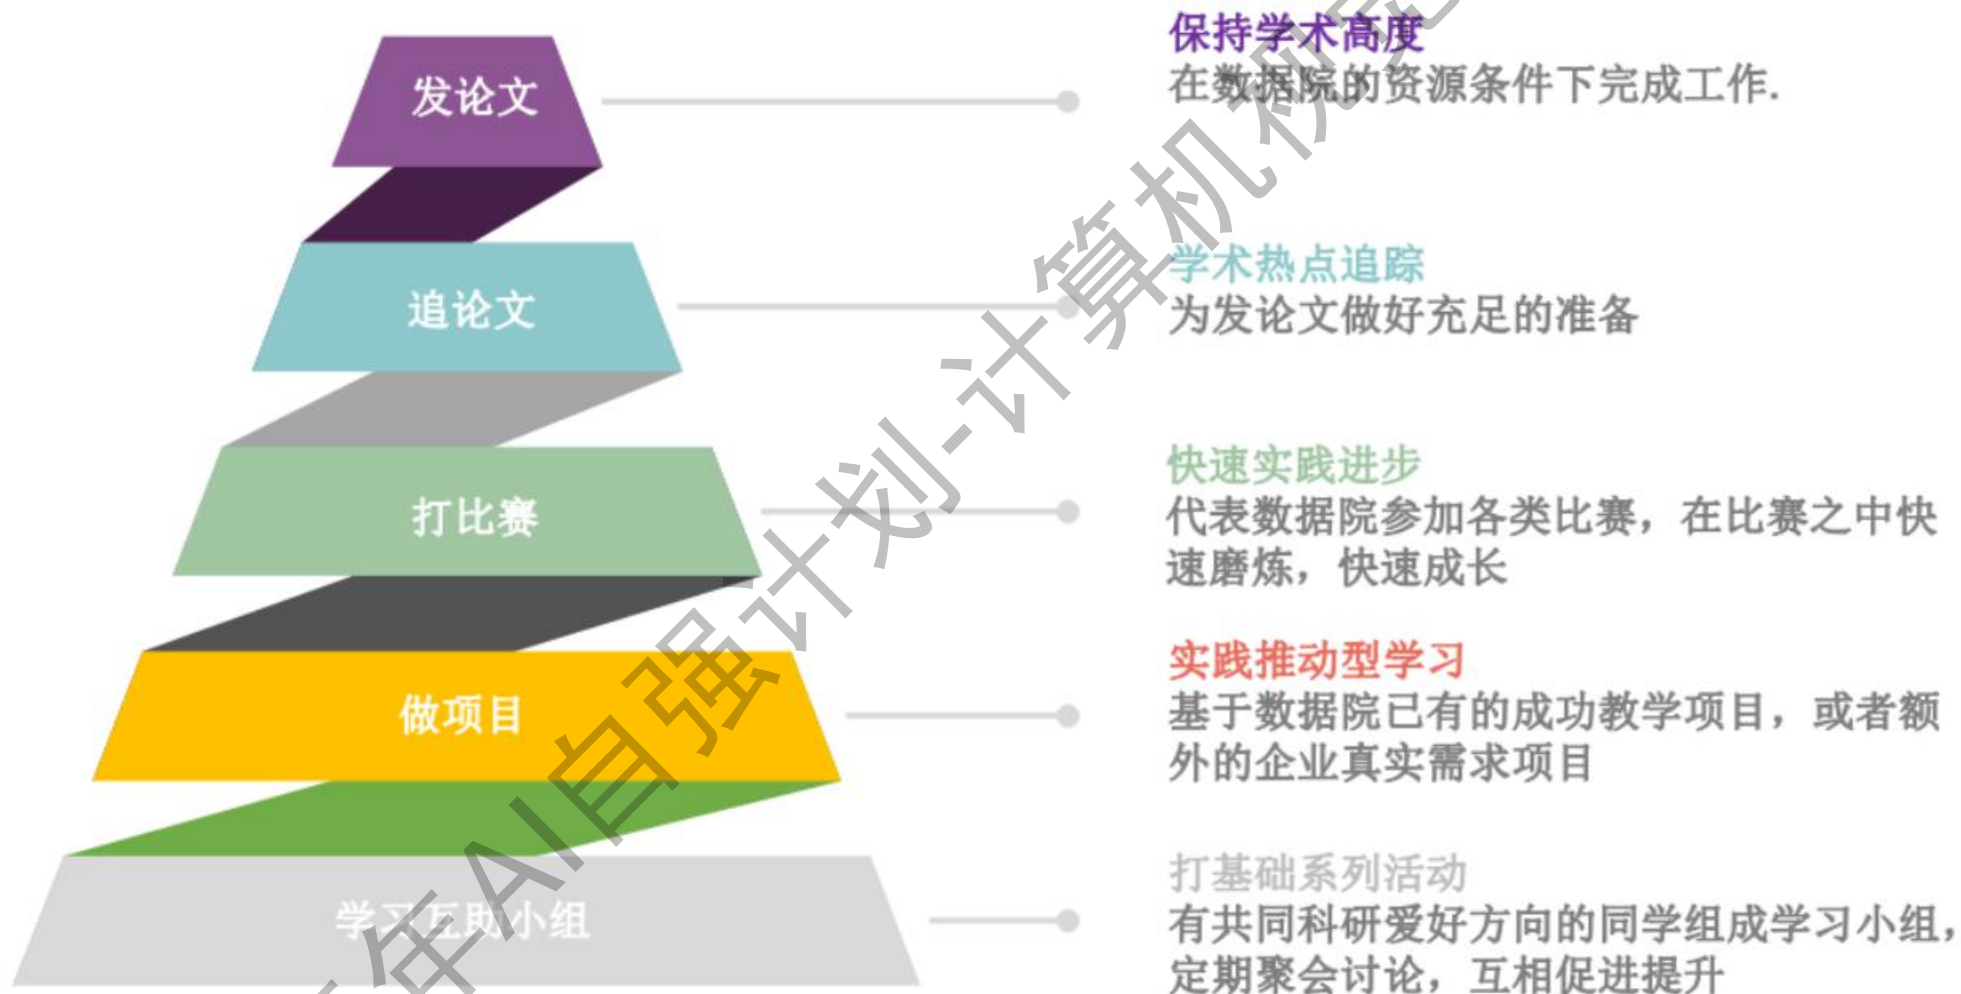 发论文
保持学术高度
在数据院的资源条件下完成工作.
追论文
学术热点追踪
为发论文做好充足的准备
打比赛
快速实践进步
代表数据院参加各类比赛，在比赛之中快
速磨炼，快速成长
做项目
实践推动型学习
基于数据院已有的成功教学项目，或者额
外的企业真实需求项目
学习互助小组
打基础系列活动
有共同科研爱好方向的同学组成学习小组，
定期聚会讨论，互相促进提升
年AI自强计划-计算机视